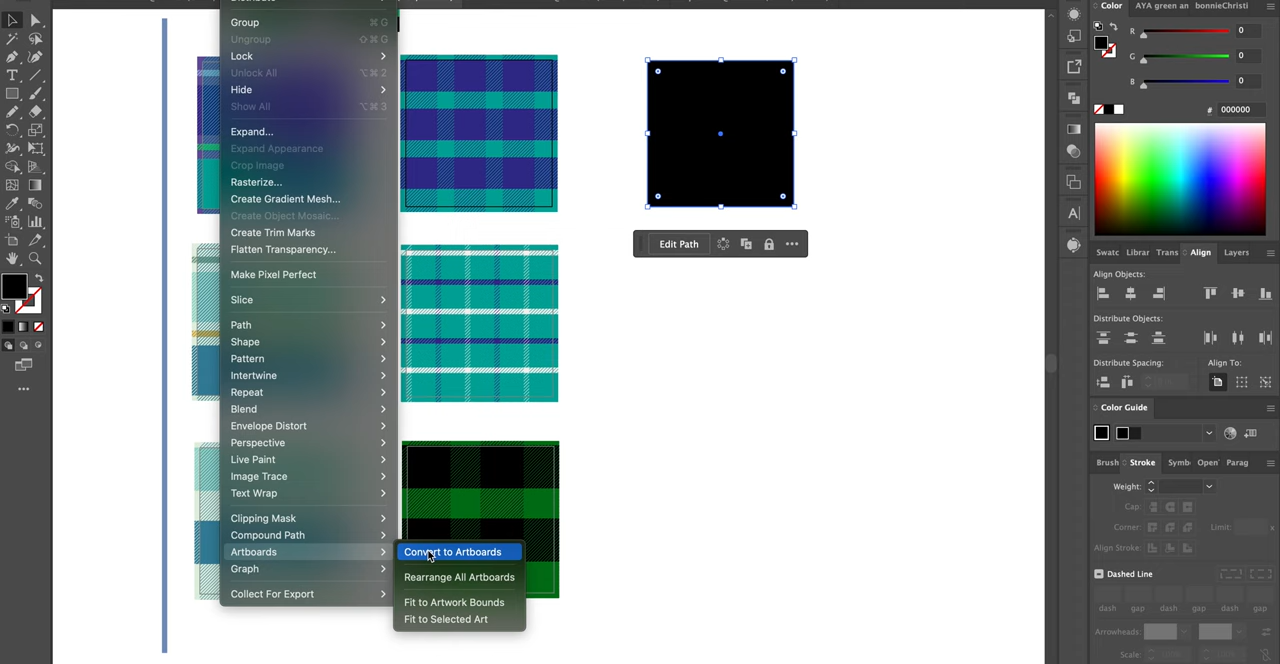 Color AYA green an bonnieChristi
Group ⌘ G
Ungroup ⇧ ⌘ G
Lock
Unlock All ⌥ ⌘ 2
Hide
Show All ⌥ ⌘ 3
Expand...
Expand Appearance
Crop Image
Rasterize...
Create Gradient Mesh...
Create Object Mosaic...
Create Trim Marks
Flatten Transparency...
Make Pixel Perfect
Slice
Path
Shape
Pattern
Intertwine
Repeat
Blend
Envelope Distort
Perspective
Live Paint
Image Trace
Text Wrap
Clipping Mask
Compound Path
Artboards
Graph
Collect For Export
Convert to Artboards
Rearrange All Artboards
Fit to Artwork Bounds
Fit to Selected Art
Edit Path
R 0
G 0
B 0
# 000000
Swatc Librar Trans Align Layers
Align Objects:
Distribute Objects:
Distribute Spacing: Align To:
Color Guide
Brush Stroke Symb Open Parag
Weight:
Cap:
Corner: Limit:
Align Stroke:
Dashed Line
dash gap dash gap dash gap
Arrowheads:
Scale: